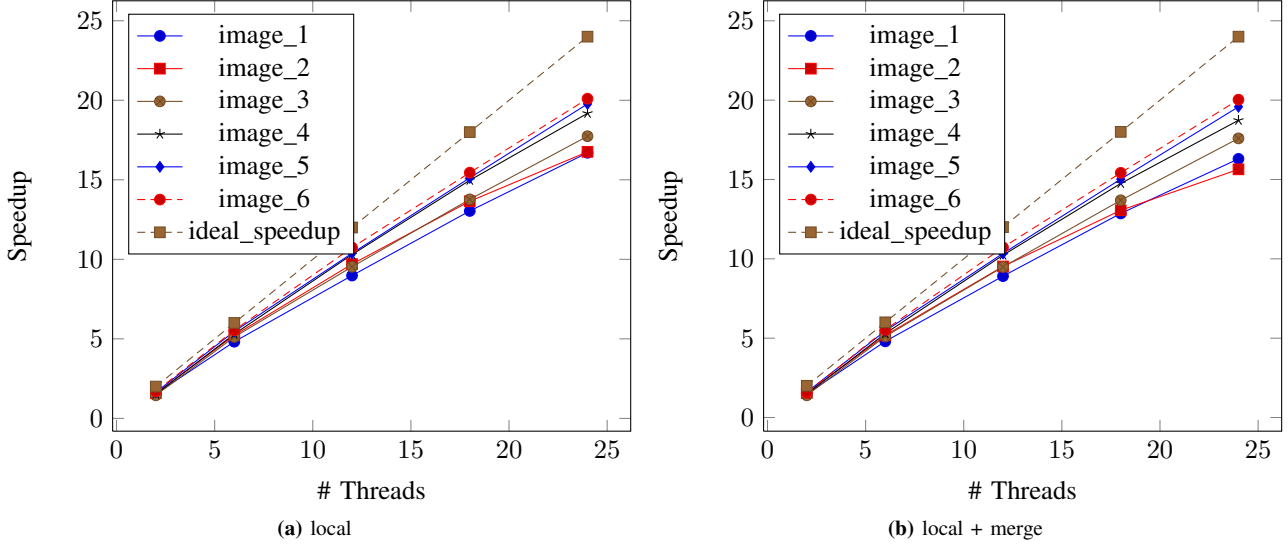 image_1
image_2
image_3
image_4
image_5
image_6
ideal_speedup
25
20
15
10
5
0
0 5 10 15 20 25
Speedup
# Threads
(a) local
image_1
image_2
image_3
image_4
image_5
image_6
ideal_speedup
25
20
15
10
5
0
0 5 10 15 20 25
Speedup
# Threads
(b) local + merge